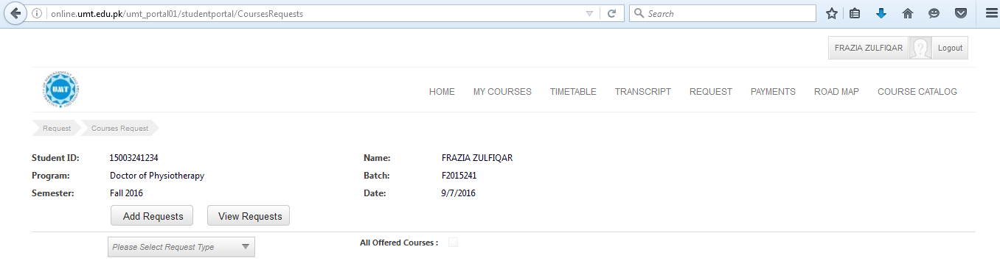 online.umt.edu.pk/umt_portal01/studentportal/CoursesRequests Search
FRAZIA ZULFIQAR Logout
UMT
HOME MY COURSES TIMETABLE TRANSCRIPT REQUEST PAYMENTS ROAD MAP COURSE CATALOG
Request Courses Request
Student ID: 15003241234 Name: FRAZIA ZULFIQAR
Program: Doctor of Physiotherapy Batch: F2015241
Semester: Fall 2016 Date: 9/7/2016
Add Requests View Requests
Please Select Request Type All Offered Courses :